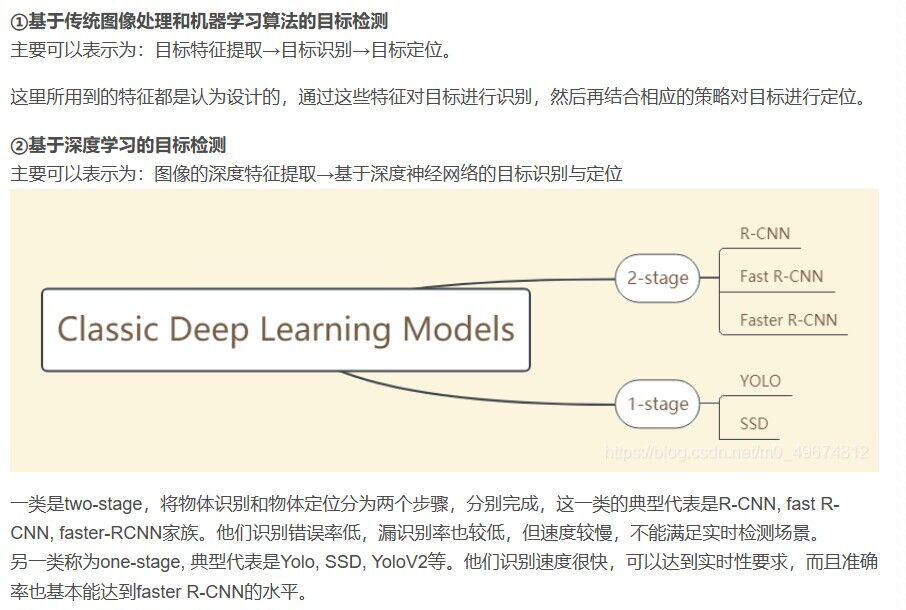 ①基于传统图像处理和机器学习算法的目标检测
主要可以表示为：目标特征提取→目标识别→目标定位。
这里所用到的特征都是认为设计的，通过这些特征对目标进行识别，然后再结合相应的策略对目标进行定位。
②基于深度学习的目标检测
主要可以表示为：图像的深度特征提取→基于深度神经网络的目标识别与定位
Classic Deep Learning Models
2-stage
R-CNN
Fast R-CNN
Faster R-CNN
1-stage
YOLO
SSD
https://blog.csdn.net/m0_49674812
一类是two-stage，将物体识别和物体定位分为两个步骤，分别完成，这一类的典型代表是R-CNN, fast R-
CNN, faster-RCNN家族。他们识别错误率低，漏识别率也较低，但速度较慢，不能满足实时检测场景。
另一类称为one-stage, 典型代表是Yolo, SSD, YoloV2等。他们识别速度很快，可以达到实时性要求，而且准确
率也基本能达到faster R-CNN的水平。